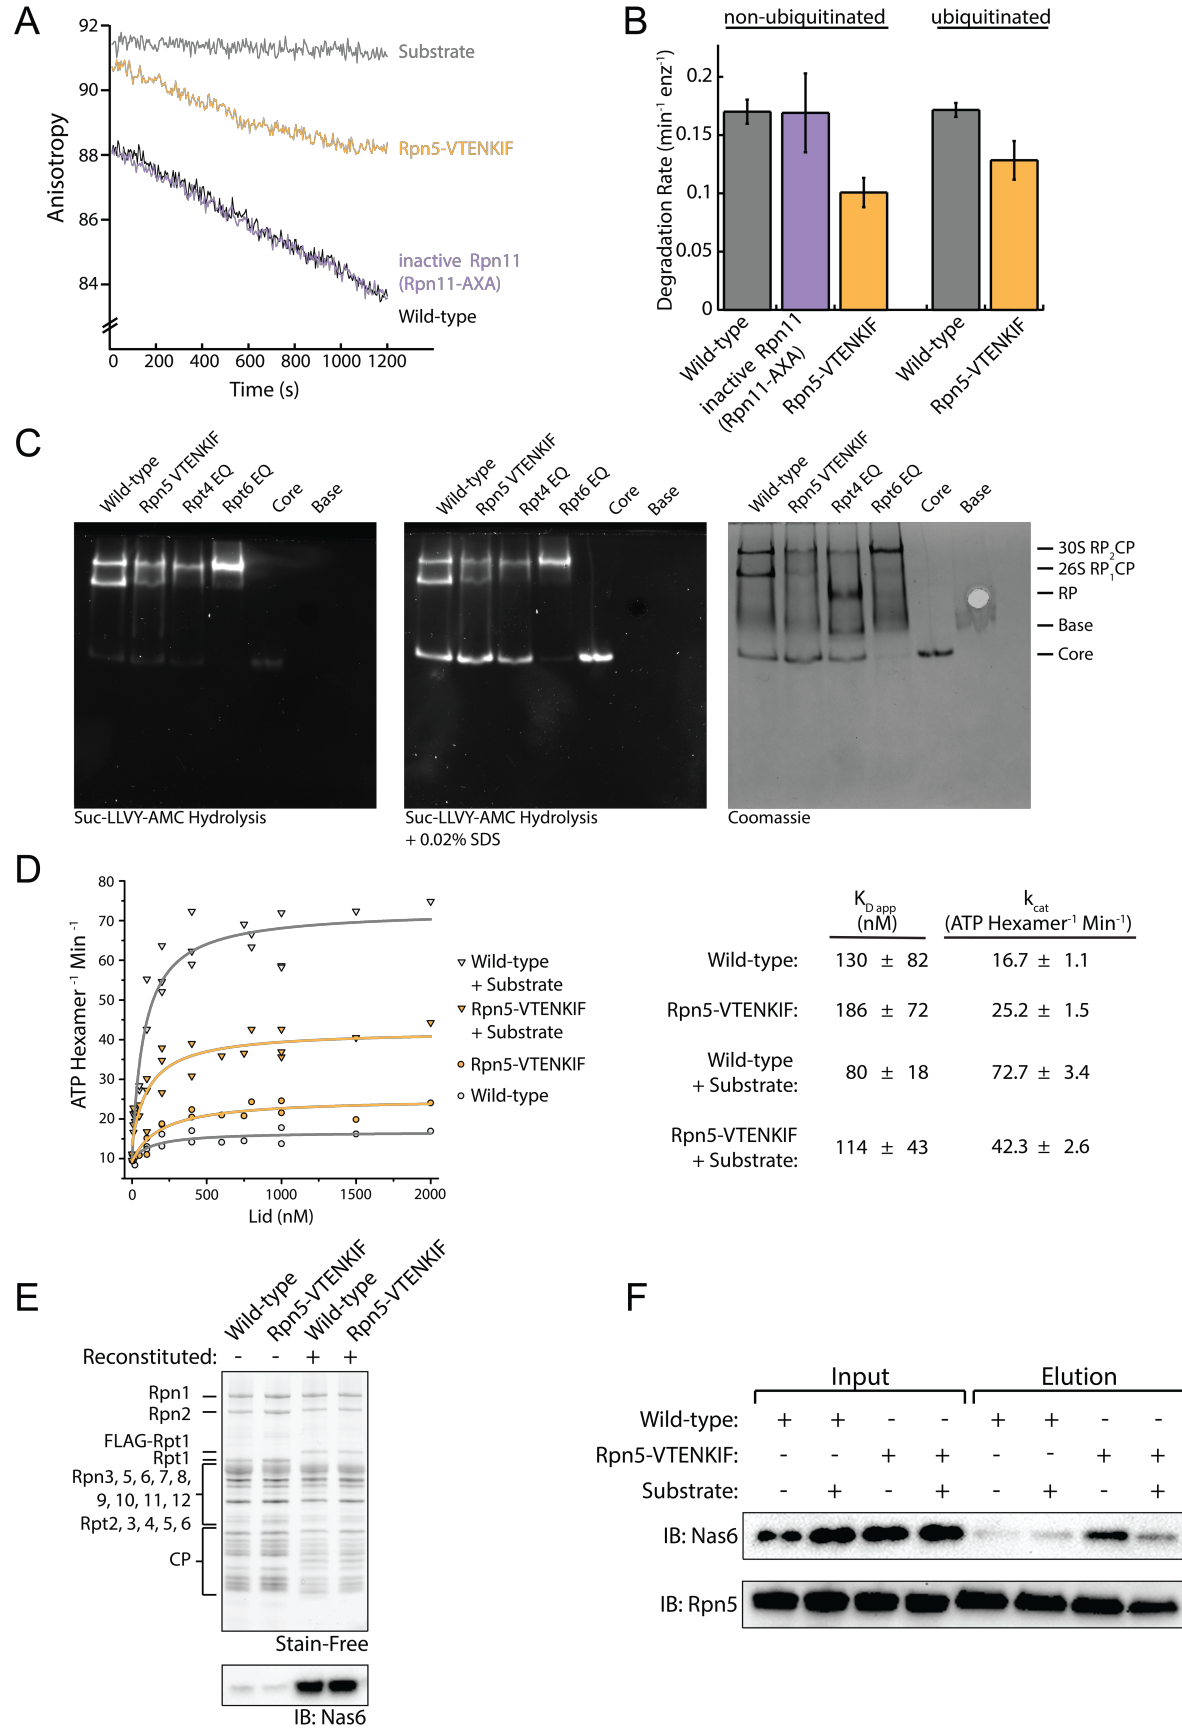 A
92
90
88
86
84
Anisotropy
Substrate
Rpn5-VTENKIF
inactive Rpn11
(Rpn11-AXA)
Wild-type
0 200 400 600 800 1000 1200
Time (s)
B
non-ubiquitinated ubiquitinated
0.2
0.15
0.1
0.05
0
Degradation Rate (min⁻¹ enz⁻¹)
Wild-type
inactive Rpn11
(Rpn11-AXA)
Rpn5-VTENKIF
Wild-type
Rpn5-VTENKIF
C
Wild-type Rpn5 VTENKIF Rpt4 EQ Rpt6 EQ Core Base
Suc-LLVY-AMC Hydrolysis
Wild-type Rpn5 VTENKIF Rpt4 EQ Rpt6 EQ Core Base
Suc-LLVY-AMC Hydrolysis
+ 0.02% SDS
Wild-type Rpn5 VTENKIF Rpt4 EQ Rpt6 EQ Core Base
30S RP₂CP
26S RP₁CP
RP
Base
Core
Coomassie
D
80
70
60
50
40
30
20
10
ATP Hexamer⁻¹ Min⁻¹
0 500 1000 1500 2000
Lid (nM)
Wild-type
+ Substrate
Rpn5-VTENKIF
+ Substrate
Rpn5-VTENKIF
Wild-type
K_D app
(nM)
k_cat
(ATP Hexamer⁻¹ Min⁻¹)
Wild-type: 130 ± 82 16.7 ± 1.1
Rpn5-VTENKIF: 186 ± 72 25.2 ± 1.5
Wild-type
+ Substrate: 80 ± 18 72.7 ± 3.4
Rpn5-VTENKIF
+ Substrate: 114 ± 43 42.3 ± 2.6
E
Wild-type Rpn5-VTENKIF Wild-type Rpn5-VTENKIF
Reconstituted: - - + +
Rpn1
Rpn2
FLAG-Rpt1
Rpt1
Rpn3, 5, 6, 7, 8,
9, 10, 11, 12
Rpt2, 3, 4, 5, 6
CP
Stain-Free
IB: Nas6
F
Input Elution
Wild-type: + + - - + + - -
Rpn5-VTENKIF: - - + + - - + +
Substrate: - + - + - + - +
IB: Nas6
IB: Rpn5